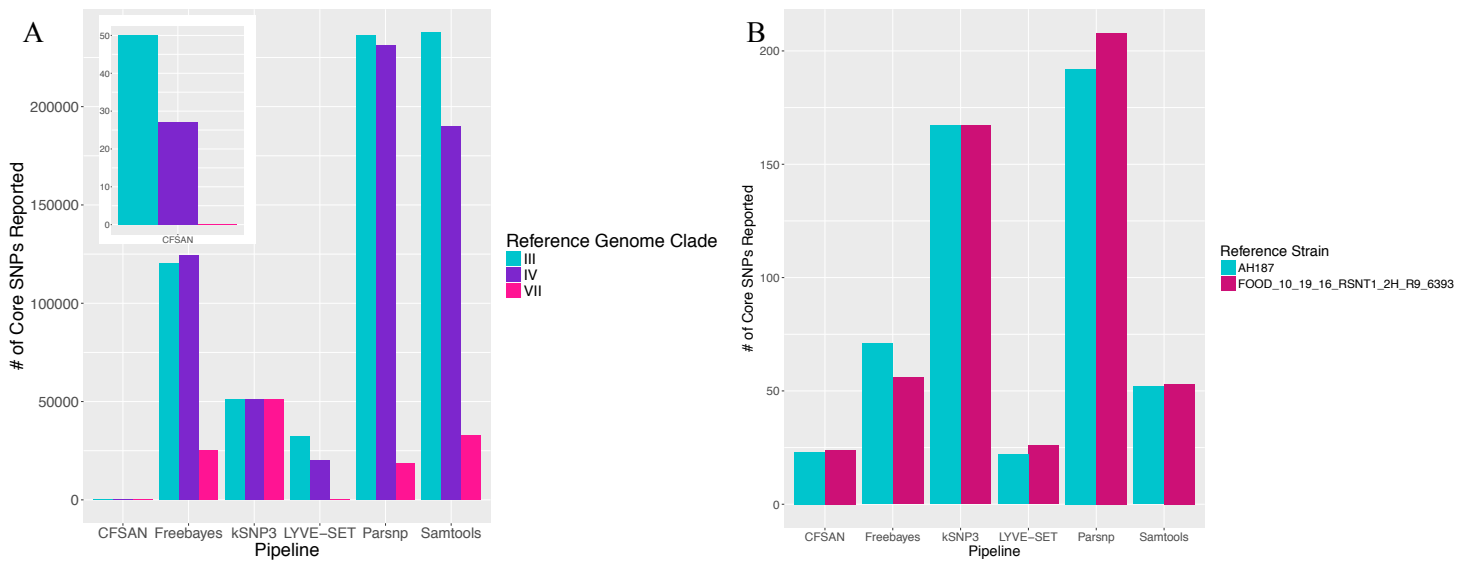 A
# of Core SNPs Reported
200000
150000
100000
50000
0
50
40
30
20
10
0
CFSAN
CFSAN Freebayes kSNP3 LYVE−SET Parsnp Samtools
Pipeline
Reference Genome Clade
III
IV
VII
B
# of Core SNPs Reported
200
150
100
50
0
CFSAN Freebayes kSNP3 LYVE−SET Parsnp Samtools
Pipeline
Reference Strain
AH187
FOOD_10_19_16_RSNT1_2H_R9_6393